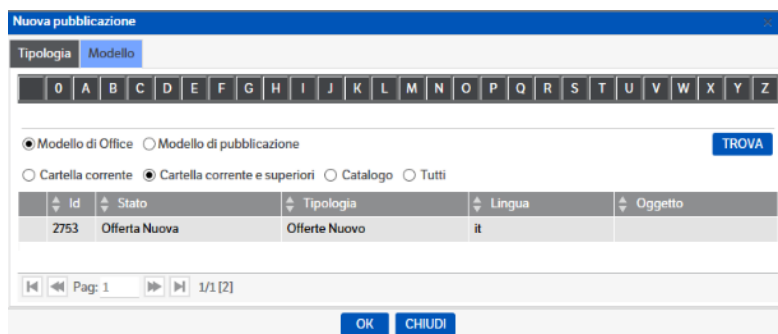 Nuova pubblicazione
Tipologia Modello
0 A B C D E F G H I J K L M N O P Q R S T U V W X Y Z
Modello di Office Modello di pubblicazione TROVA
Cartella corrente Cartella corrente e superiori Catalogo Tutti
Id Stato Tipologia Lingua Oggetto
2753 Offerta Nuova Offerte Nuovo it
Pag: 1 1/1 [2]
OK CHIUDI